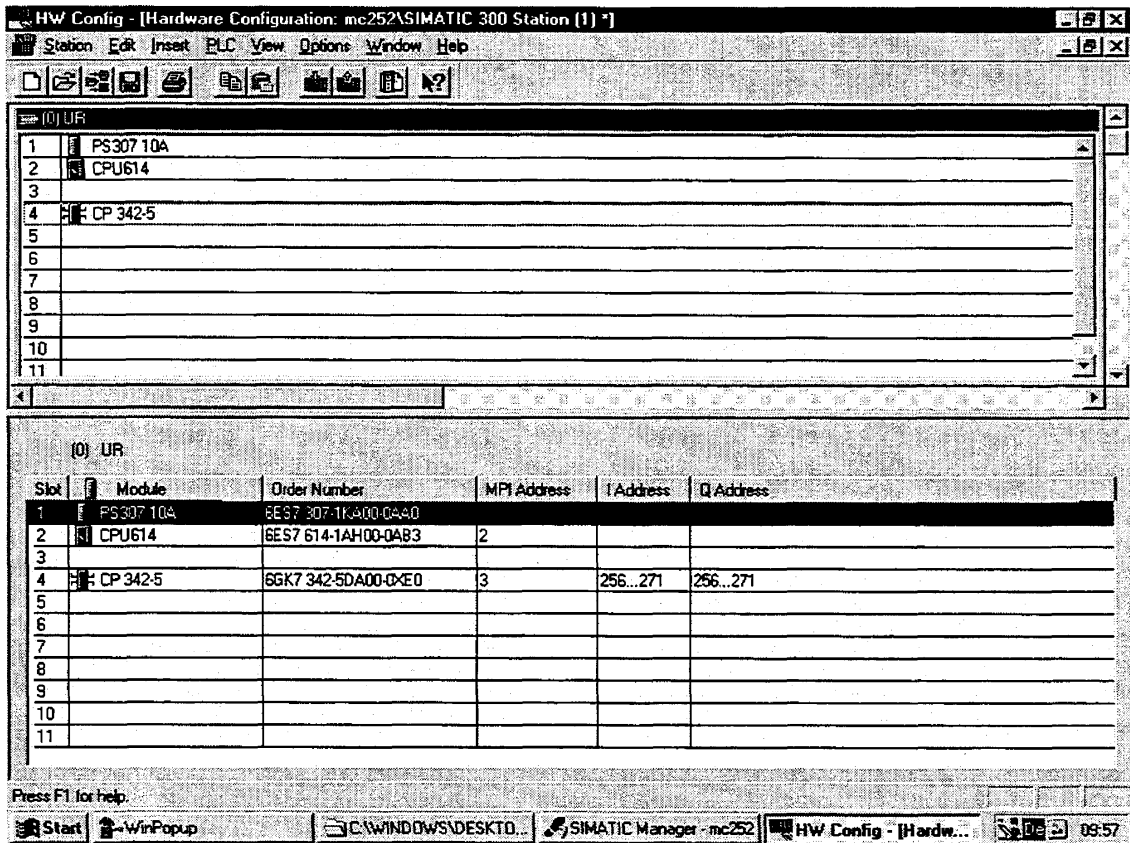 HW Config - [Hardware Configuration: mc252\SIMATIC 300 Station (1) *]
Station Edit Insert PLC View Options Window Help
(0) UR
1 PS307 10A
2 CPU614
3
4 CP 342-5
5
6
7
8
9
10
11
(0) UR
Slot Module Order Number MPI Address I Address Q Address
1 PS307 10A 6ES7 307-1KA00-0AA0
2 CPU614 6ES7 614-1AH00-0AB3 2
3
4 CP 342-5 6GK7 342-5DA00-0XE0 3 256...271 256...271
5
6
7
8
9
10
11
Press F1 for help.
Start WinPopup C:\WINDOWS\DESKTO... SIMATIC Manager - mc252 HW Config - [Hardw... De 09:57